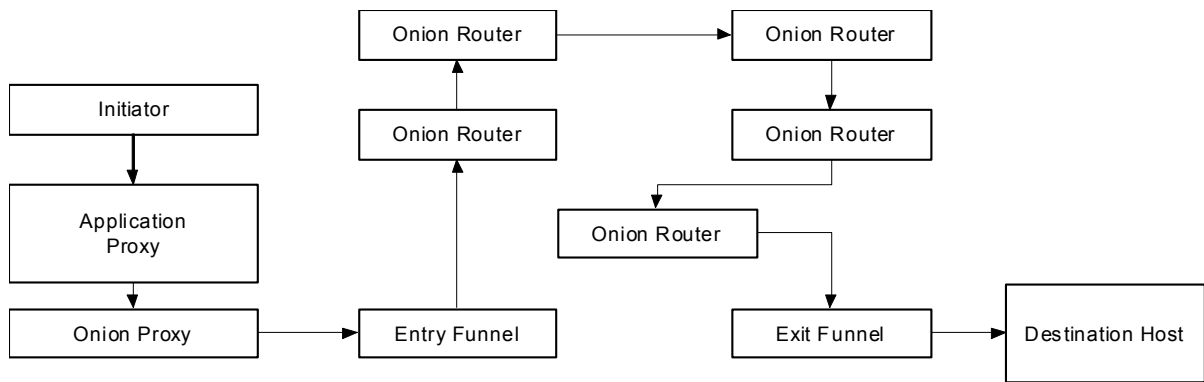 Onion Router
Onion Router
Initiator
Onion Router
Onion Router
Application
Proxy
Onion Router
Onion Proxy
Entry Funnel
Exit Funnel
Destination Host